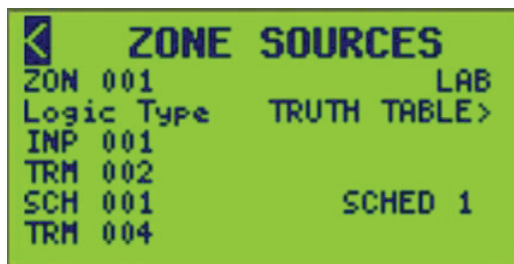 < ZONE SOURCES
ZON 001 LAB
Logic Type TRUTH TABLE>
INP 001
TRM 002
SCH 001 SCHED 1
TRM 004